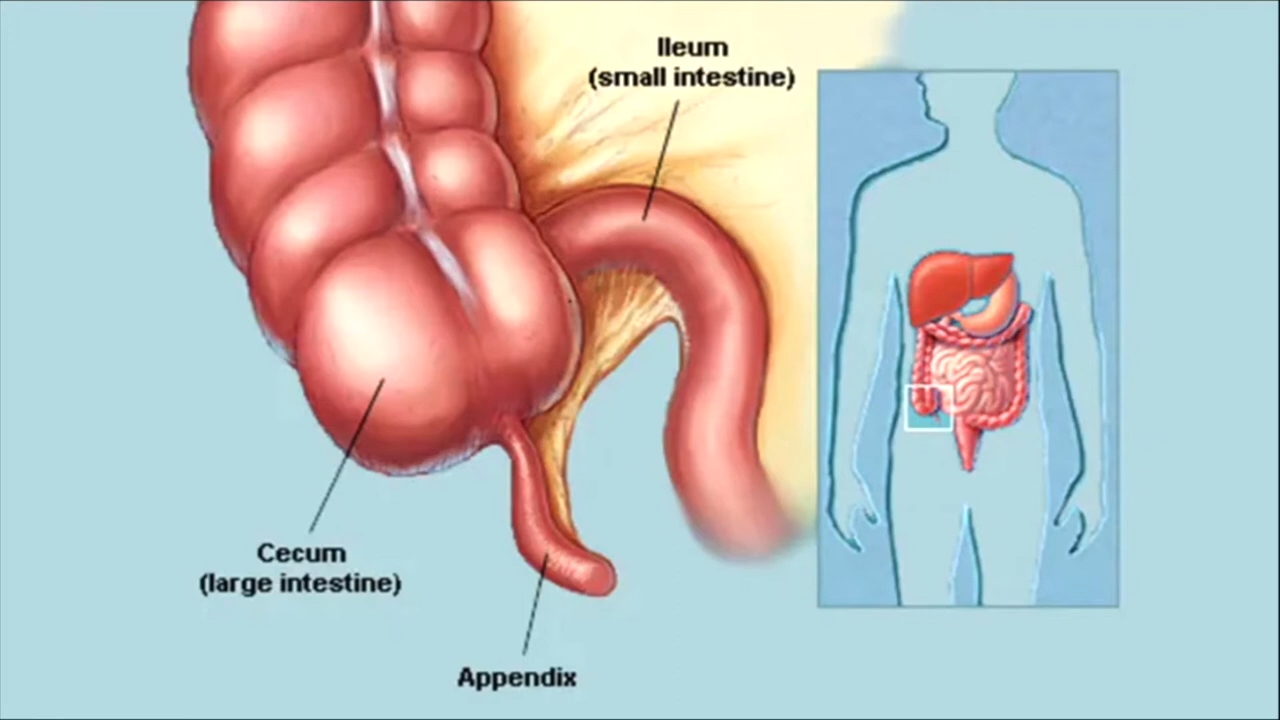 Ileum
(small intestine)
Cecum
(large intestine)
Appendix